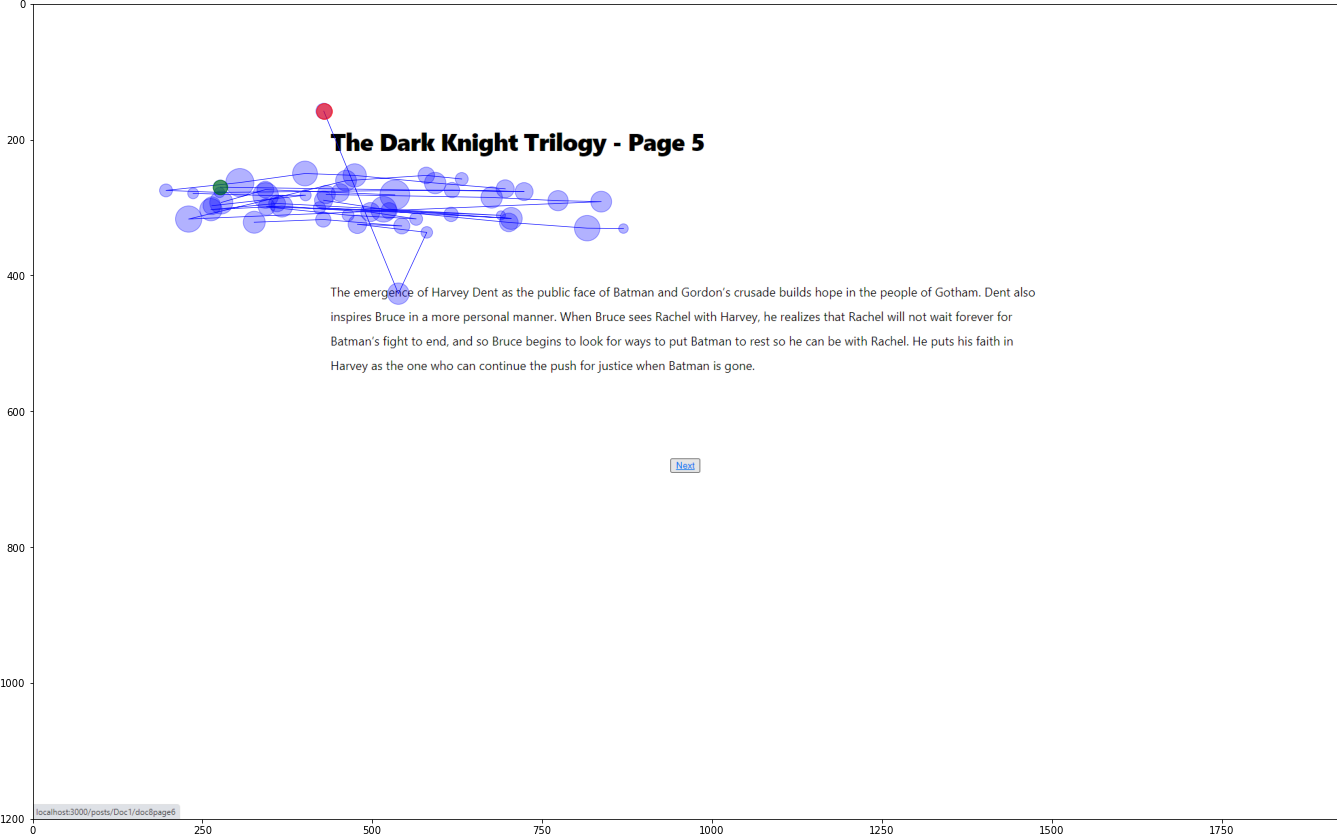 0
200
The Dark Knight Trilogy - Page 5
400
The emergence of Harvey Dent as the public face of Batman and Gordon's crusade builds hope in the people of Gotham. Dent also
inspires Bruce in a more personal manner. When Bruce sees Rachel with Harvey, he realizes that Rachel will not wait forever for
Batman's fight to end, and so Bruce begins to look for ways to put Batman to rest so he can be with Rachel. He puts his faith in
Harvey as the one who can continue the push for justice when Batman is gone.
600
Next
800
1000
localhost:3000/posts/Doc1/doc8page6
1200
0 250 500 750 1000 1250 1500 1750